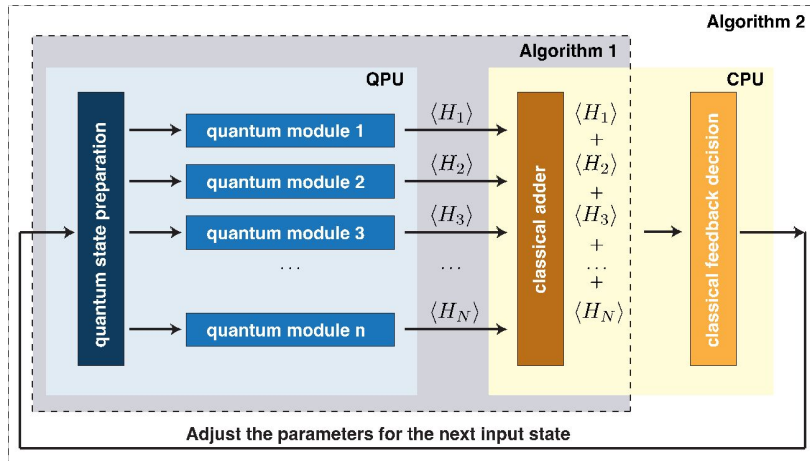 Algorithm 2
Algorithm 1
QPU
CPU
quantum state preparation
quantum module 1
quantum module 2
quantum module 3
...
quantum module n
⟨H₁⟩
⟨H₂⟩
⟨H₃⟩
...
⟨H_N⟩
classical adder
⟨H₁⟩
+
⟨H₂⟩
+
⟨H₃⟩
+
...
+
⟨H_N⟩
classical feedback decision
Adjust the parameters for the next input state